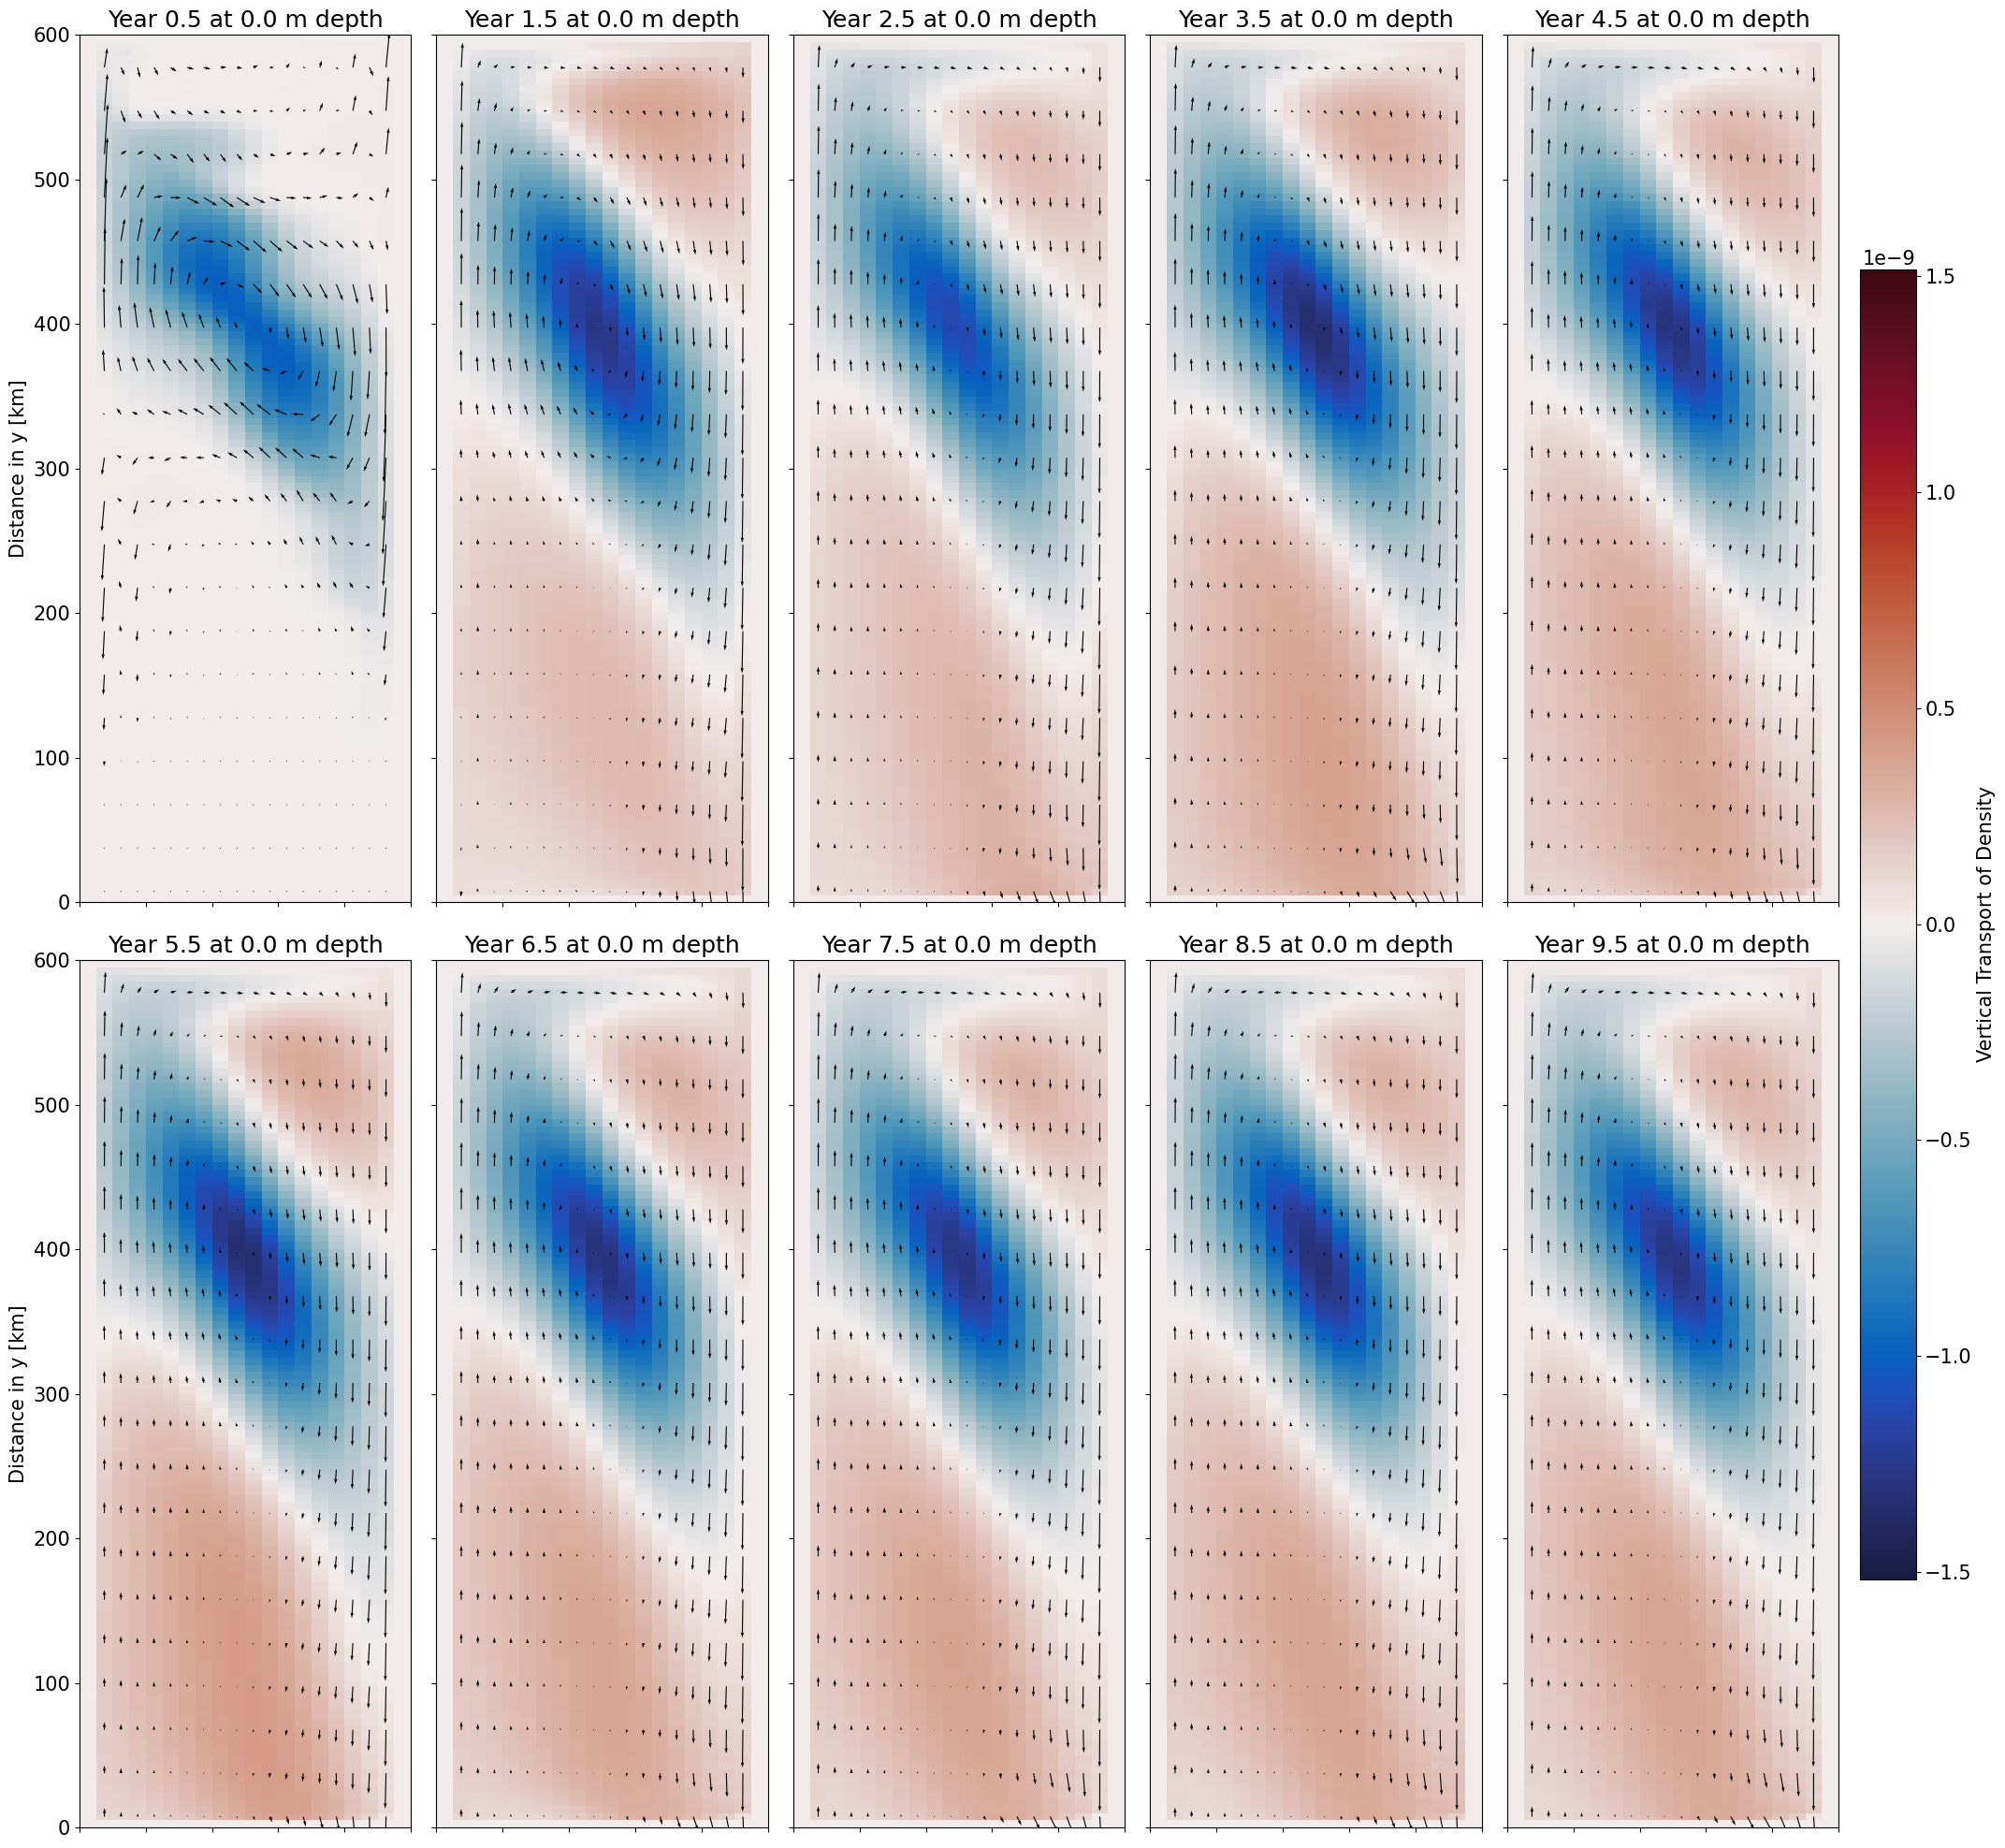 Year 0.5 at 0.0 m depth
Year 1.5 at 0.0 m depth
Year 2.5 at 0.0 m depth
Year 3.5 at 0.0 m depth
Year 4.5 at 0.0 m depth
600
500
400
300
200
100
0
Distance in y [km]
Year 5.5 at 0.0 m depth
Year 6.5 at 0.0 m depth
Year 7.5 at 0.0 m depth
Year 8.5 at 0.0 m depth
Year 9.5 at 0.0 m depth
600
500
400
300
200
100
0
Distance in y [km]
1e−9
1.5
1.0
0.5
0.0
−0.5
−1.0
−1.5
Vertical Transport of Density